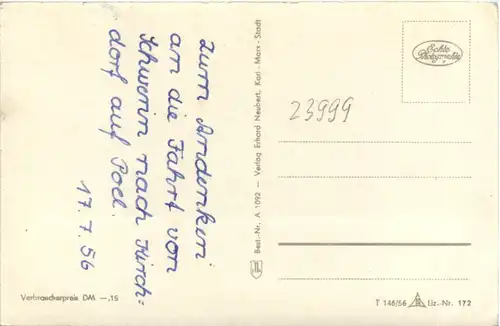 Zum Andenken
an die Fahrt von
Schwerin nach Kirch=
dorf auf Poel.
17.7.56
Verbraucherpreis DM —.15
Best.-Nr. A 1092 — Verlag Erhard Neubert, Karl-Marx-Stadt
Echte
Photographie
23999
T 146/56 Liz.-Nr. 172